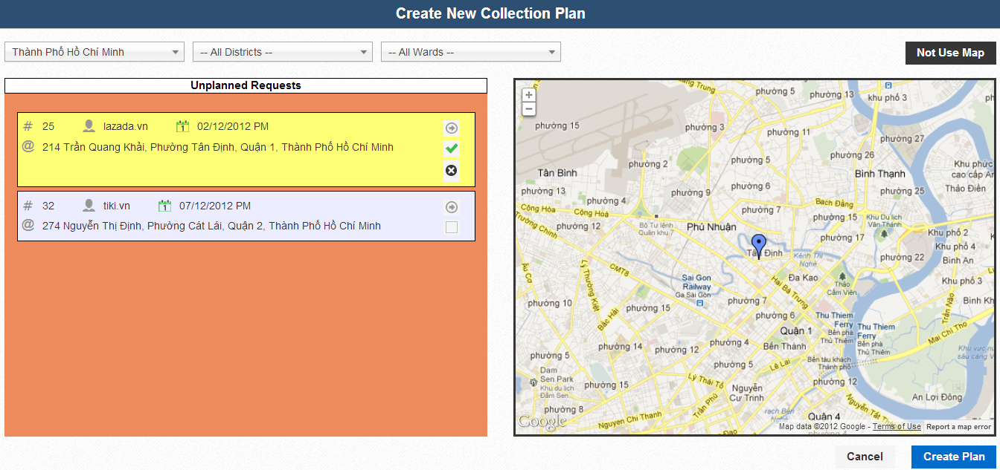 Create New Collection Plan
Thành Phố Hồ Chí Minh
-- All Districts --
-- All Wards --
Not Use Map
Unplanned Requests
# 25 lazada.vn 1 02/12/2012 PM
@ 214 Trần Quang Khải, Phường Tân Định, Quận 1, Thành Phố Hồ Chí Minh
# 32 tiki.vn 1 07/12/2012 PM
@ 274 Nguyễn Thị Định, Phường Cát Lái, Quận 2, Thành Phố Hồ Chí Minh
+
−
Trung
phường 5
phường 13
khu phố 3
phường 15
phường 3
phường 11
phường 27
phường 2
phường 5
phường 26
Khu phức
cao cấp An
Thảo Điền
Tân Bình
Bình Thạnh
phường 13
phường 9
phường 6
phường 25
phường 4
Bạch Đằng
Cộng Hòa
Cộng Hoà
phường 7
phường 15
Khu Du lịch
Văn Thánh
Trường Chinh
phường 12
Bộ Tư lệnh
Quân khu 7
Phú Nhuận
phường 17
Khu phố 2
Khu phố 4
Tân Định
Kênh Thị
Nghè
phường 22
Bình An
Âu Cơ
Lý Thường Kiệt
CMT8
Sai Gon
Railway
Ga Sài Gòn
Đa Kao
Thảo
Cầm Viên
Khu phố 3
Hai Bà Trưng
phường 10
phường 15
phường 7
Trần Não
Bình Kh
Bắc Hải
phường 6
Thu Thiem
Ferry
Bến phà
Thủ Thiêm
Thu Thiem
Ferry
Bến phà
Thủ Thiêm
Mai Chí Thọ
Quận 1
phường 14
phường 12
phường 4
Bến Thành
phường 5
Lê Lai
Bến tàu khách
Thành phố
Dam
Sen Park
Khu du lịch
Đầm Sen
phường 15
Lý Thái Tổ
Nguyễn
Cư Trinh
phường 12
An Lợi Đông
Trần Phú
phường 8
Nguyen Chi Thanh
rạch Bến
Nghé
Quận 4
Nguyễn Tất Th
Google
Map data ©2012 Google - Terms of Use
Report a map error
Cancel
Create Plan